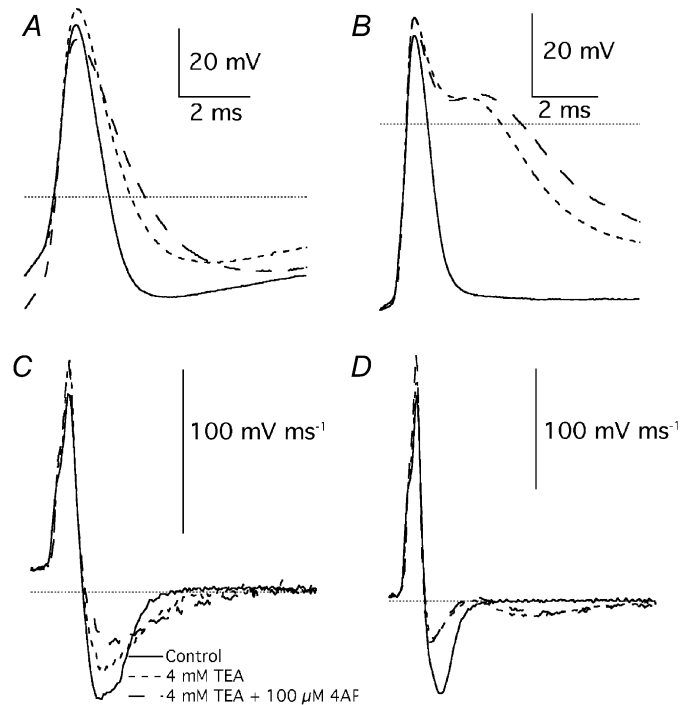 A
20 mV
2 ms
B
20 mV
2 ms
C
100 mV ms-1
D
100 mV ms-1
Control
4 mM TEA
4 mM TEA + 100 µM 4AP